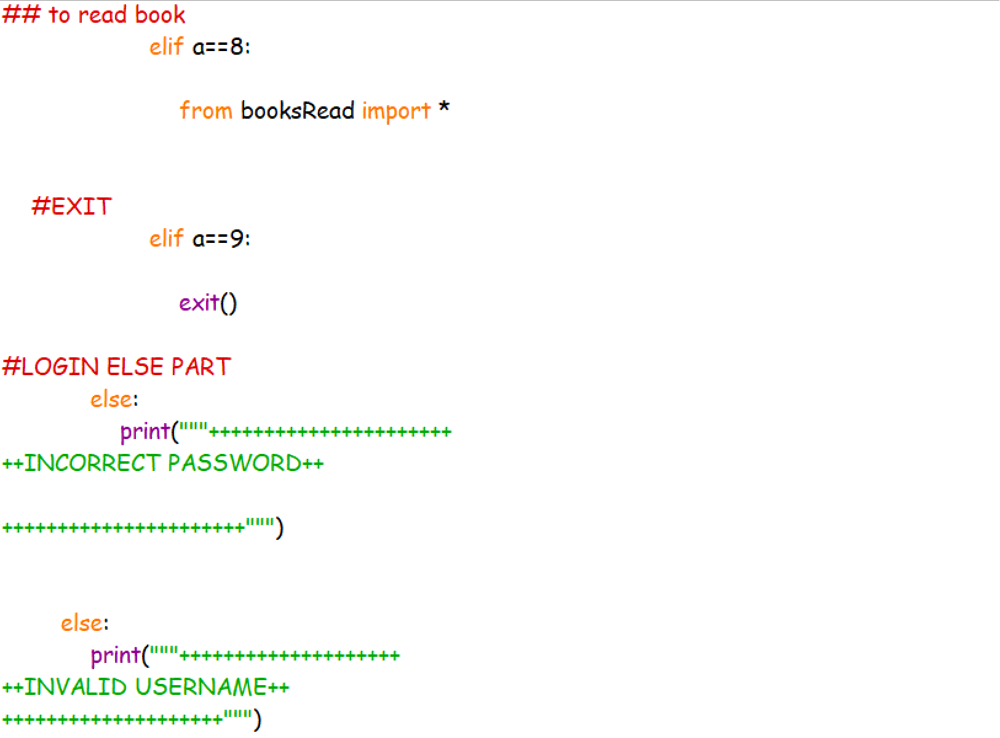 ## to read book
                    elif a==8:

                        from booksRead import *


    #EXIT
                    elif a==9:

                        exit()

#LOGIN ELSE PART
            else:
                print("""++++++++++++++++++++++
++INCORRECT PASSWORD++

++++++++++++++++++++++""")


        else:
            print("""++++++++++++++++++++
++INVALID USERNAME++
++++++++++++++++++++""")